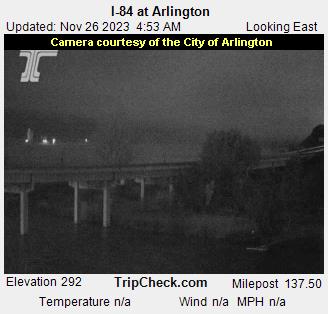 I-84 at Arlington
Updated: Nov 26 2023 4:53 AM Looking East
Camera courtesy of the City of Arlington
Elevation 292 TripCheck.com Milepost 137.50
Temperature n/a Wind n/a MPH n/a